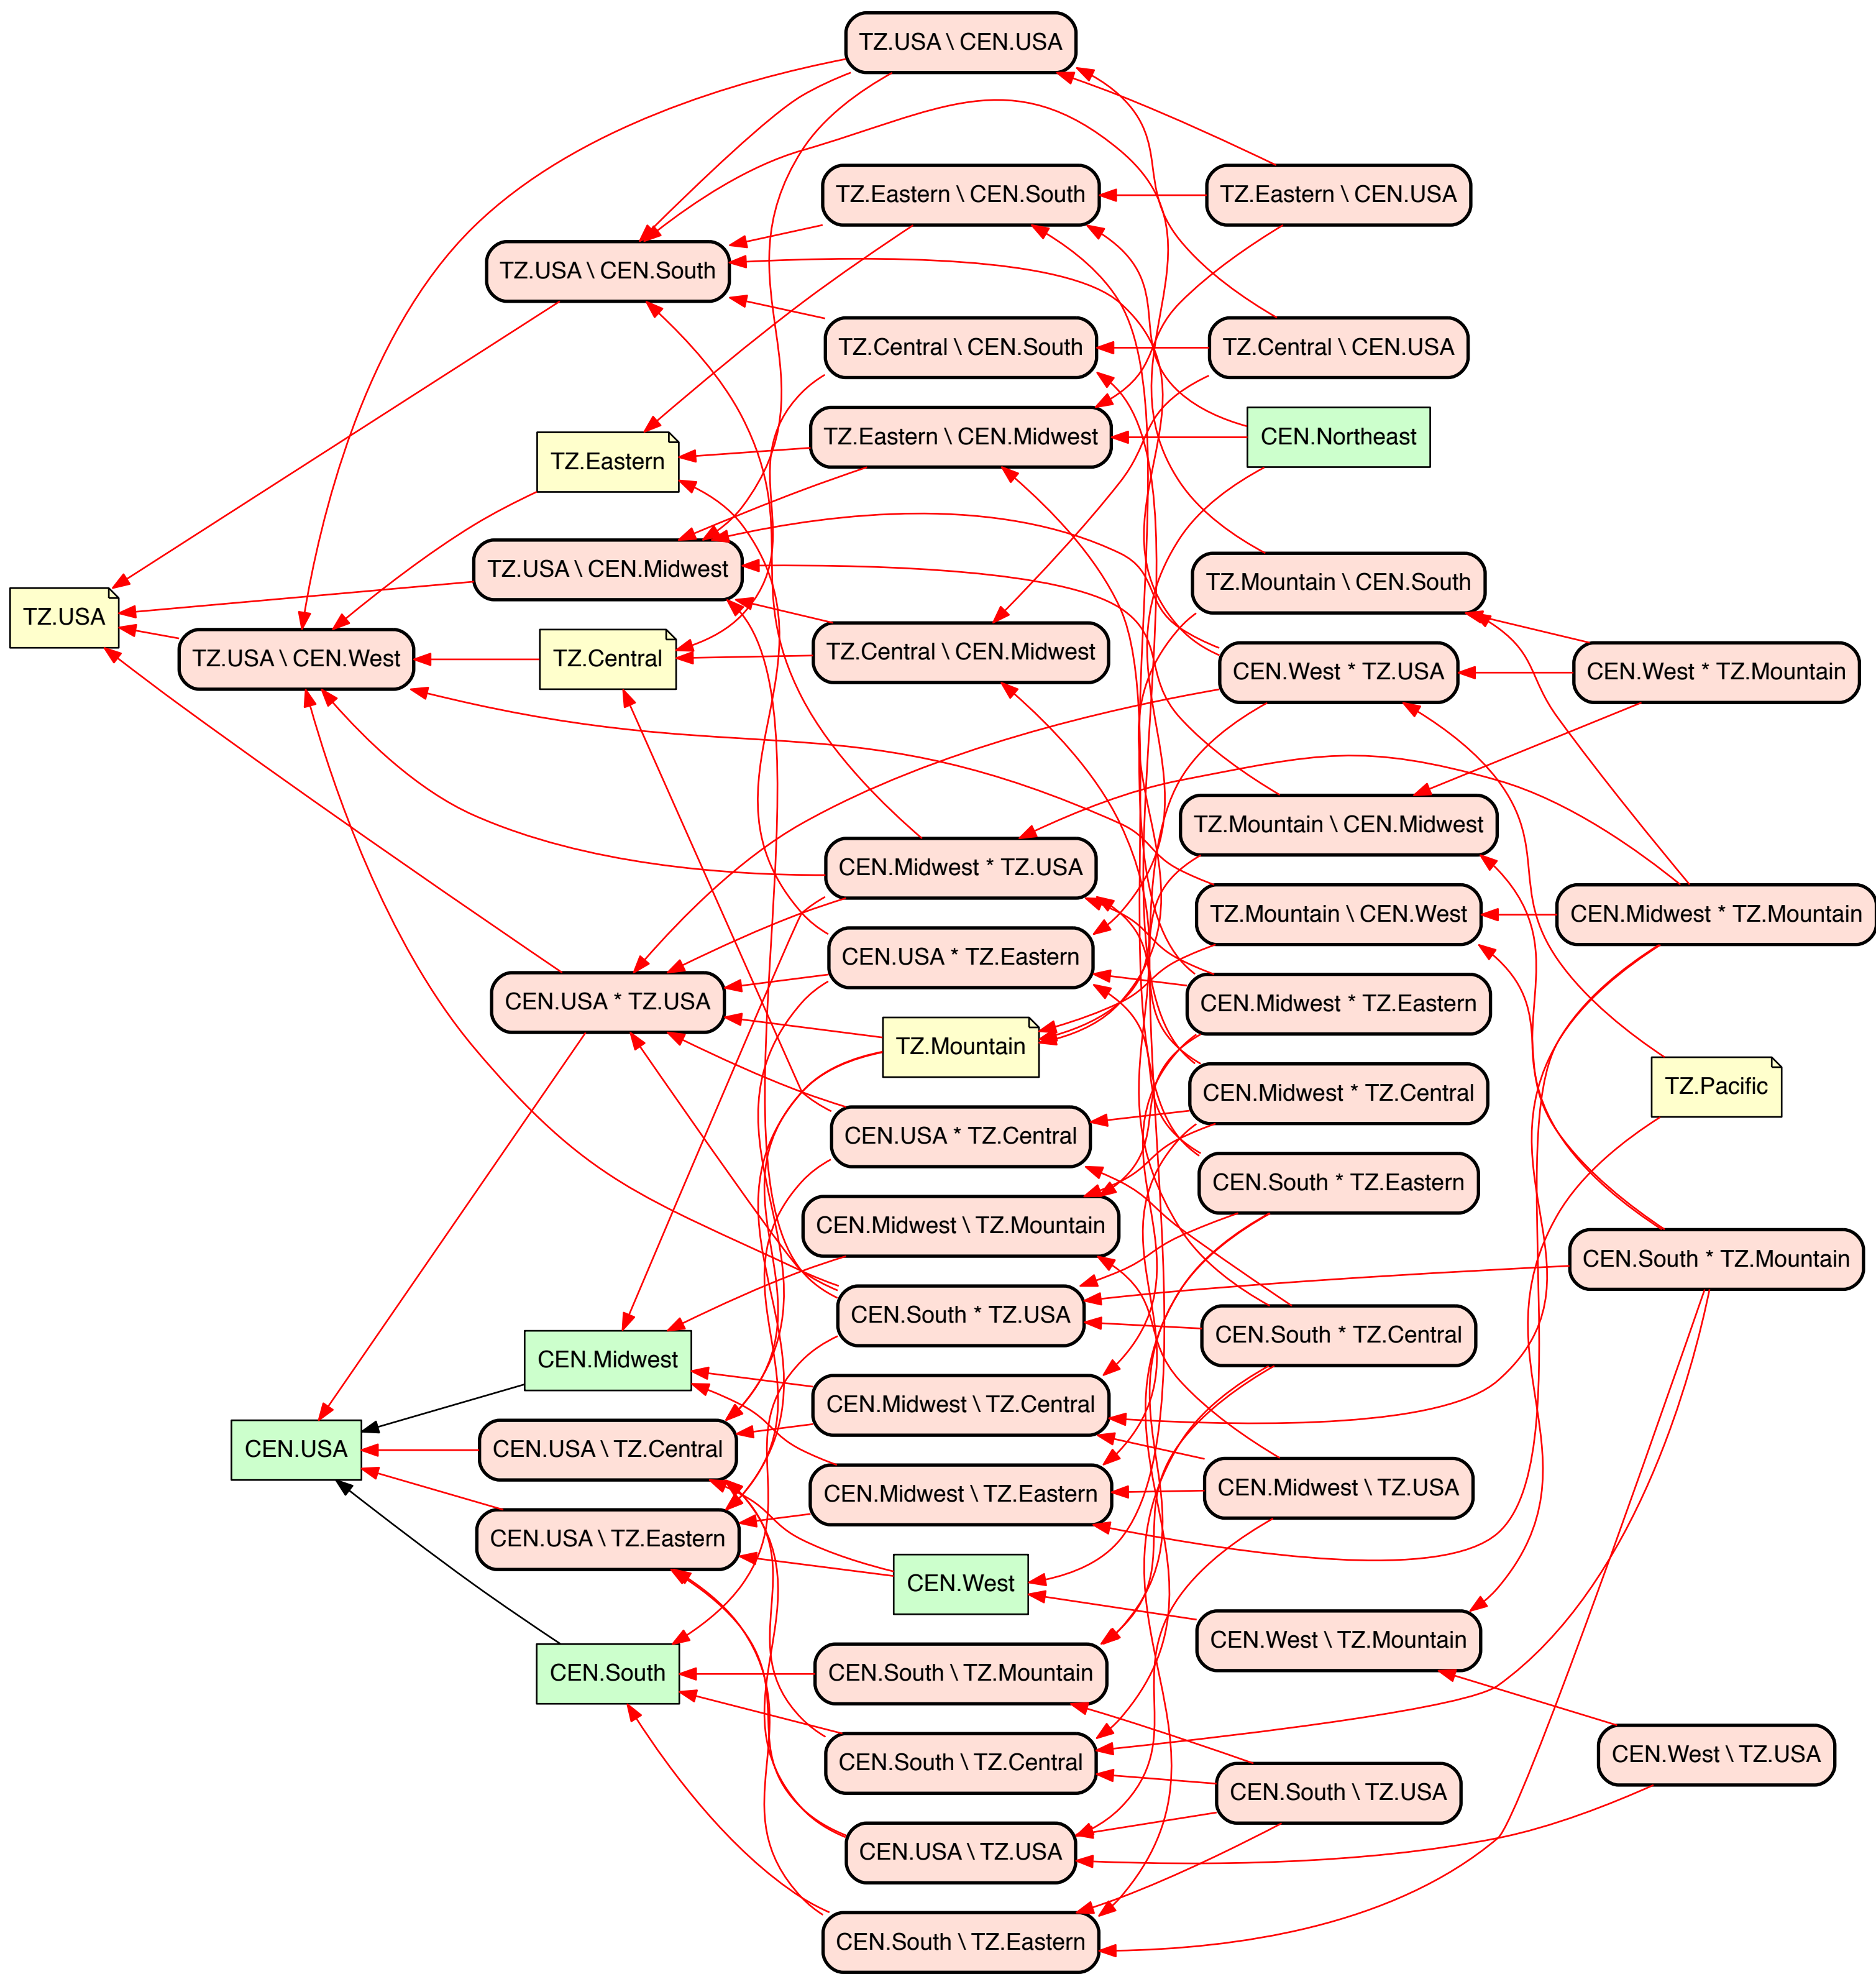 TZ.USA \ CEN.USA
TZ.Eastern \ CEN.South
TZ.Eastern \ CEN.USA
TZ.USA \ CEN.South
TZ.Central \ CEN.South
TZ.Central \ CEN.USA
TZ.Eastern \ CEN.Midwest
CEN.Northeast
TZ.Eastern
TZ.USA \ CEN.Midwest
TZ.Mountain \ CEN.South
TZ.USA
TZ.USA \ CEN.West
TZ.Central
TZ.Central \ CEN.Midwest
CEN.West * TZ.USA
CEN.West * TZ.Mountain
TZ.Mountain \ CEN.Midwest
CEN.Midwest * TZ.USA
TZ.Mountain \ CEN.West
CEN.Midwest * TZ.Mountain
CEN.USA * TZ.Eastern
CEN.USA * TZ.USA
CEN.Midwest * TZ.Eastern
TZ.Mountain
CEN.Midwest * TZ.Central
TZ.Pacific
CEN.USA * TZ.Central
CEN.South * TZ.Eastern
CEN.Midwest \ TZ.Mountain
CEN.South * TZ.Mountain
CEN.South * TZ.USA
CEN.South * TZ.Central
CEN.Midwest
CEN.Midwest \ TZ.Central
CEN.USA
CEN.USA \ TZ.Central
CEN.Midwest \ TZ.Eastern
CEN.Midwest \ TZ.USA
CEN.USA \ TZ.Eastern
CEN.West
CEN.West \ TZ.Mountain
CEN.South
CEN.South \ TZ.Mountain
CEN.South \ TZ.Central
CEN.West \ TZ.USA
CEN.South \ TZ.USA
CEN.USA \ TZ.USA
CEN.South \ TZ.Eastern